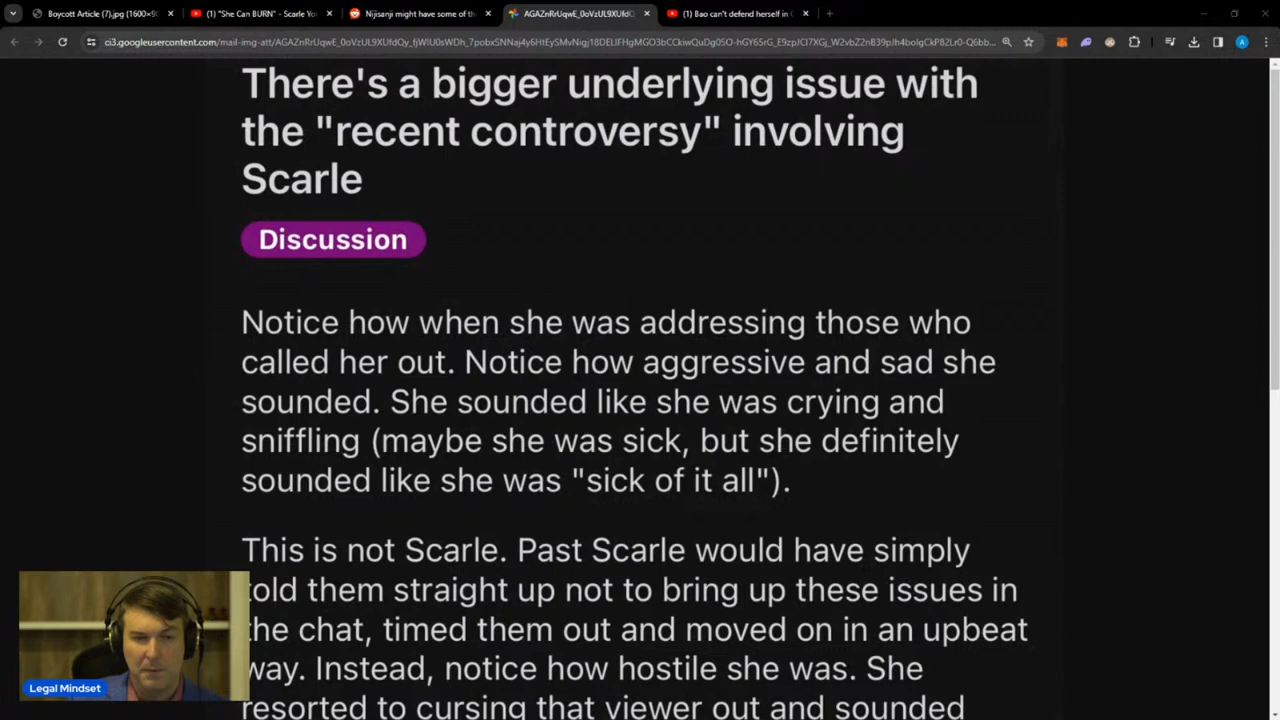 Boycott Article (7).jpg (1600×9
(1) "She Can BURN" - Scarle Yo
Nijisanji might have some of th
AGAZnRrUqwE_0oVzUL9XUfdQ
(1) Bao can't defend herself in C
There's a bigger underlying issue with
the "recent controversy" involving
Scarle
Discussion
Notice how when she was addressing those who
called her out. Notice how aggressive and sad she
sounded. She sounded like she was crying and
sniffling (maybe she was sick, but she definitely
sounded like she was "sick of it all").
This is not Scarle. Past Scarle would have simply
told them straight up not to bring up these issues in
the chat, timed them out and moved on in an upbeat
way. Instead, notice how hostile she was. She
resorted to cursing that viewer out and sounded
Legal Mindset